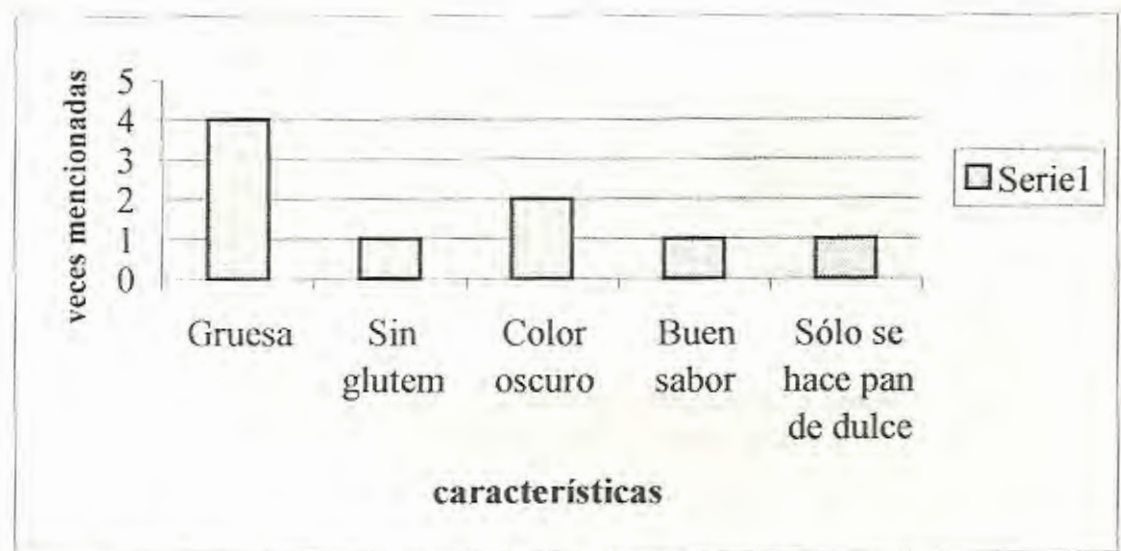 veces mencionadas
5
4
3
2
1
0
Gruesa
Sin
glutem
Color
oscuro
Buen
sabor
Sólo se
hace pan
de dulce
características
Serie1